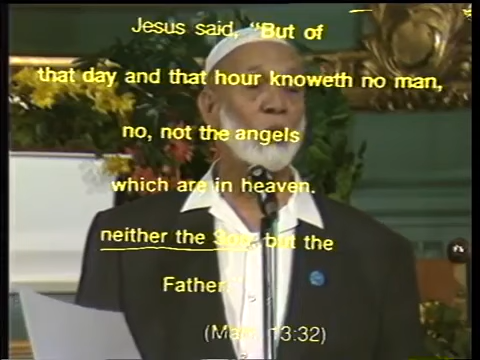 Jesus said, "But of
that day and that hour knoweth no man,
no, not the angels
which are in heaven.
neither the Son, but the
Father.
(Mark 13:32)